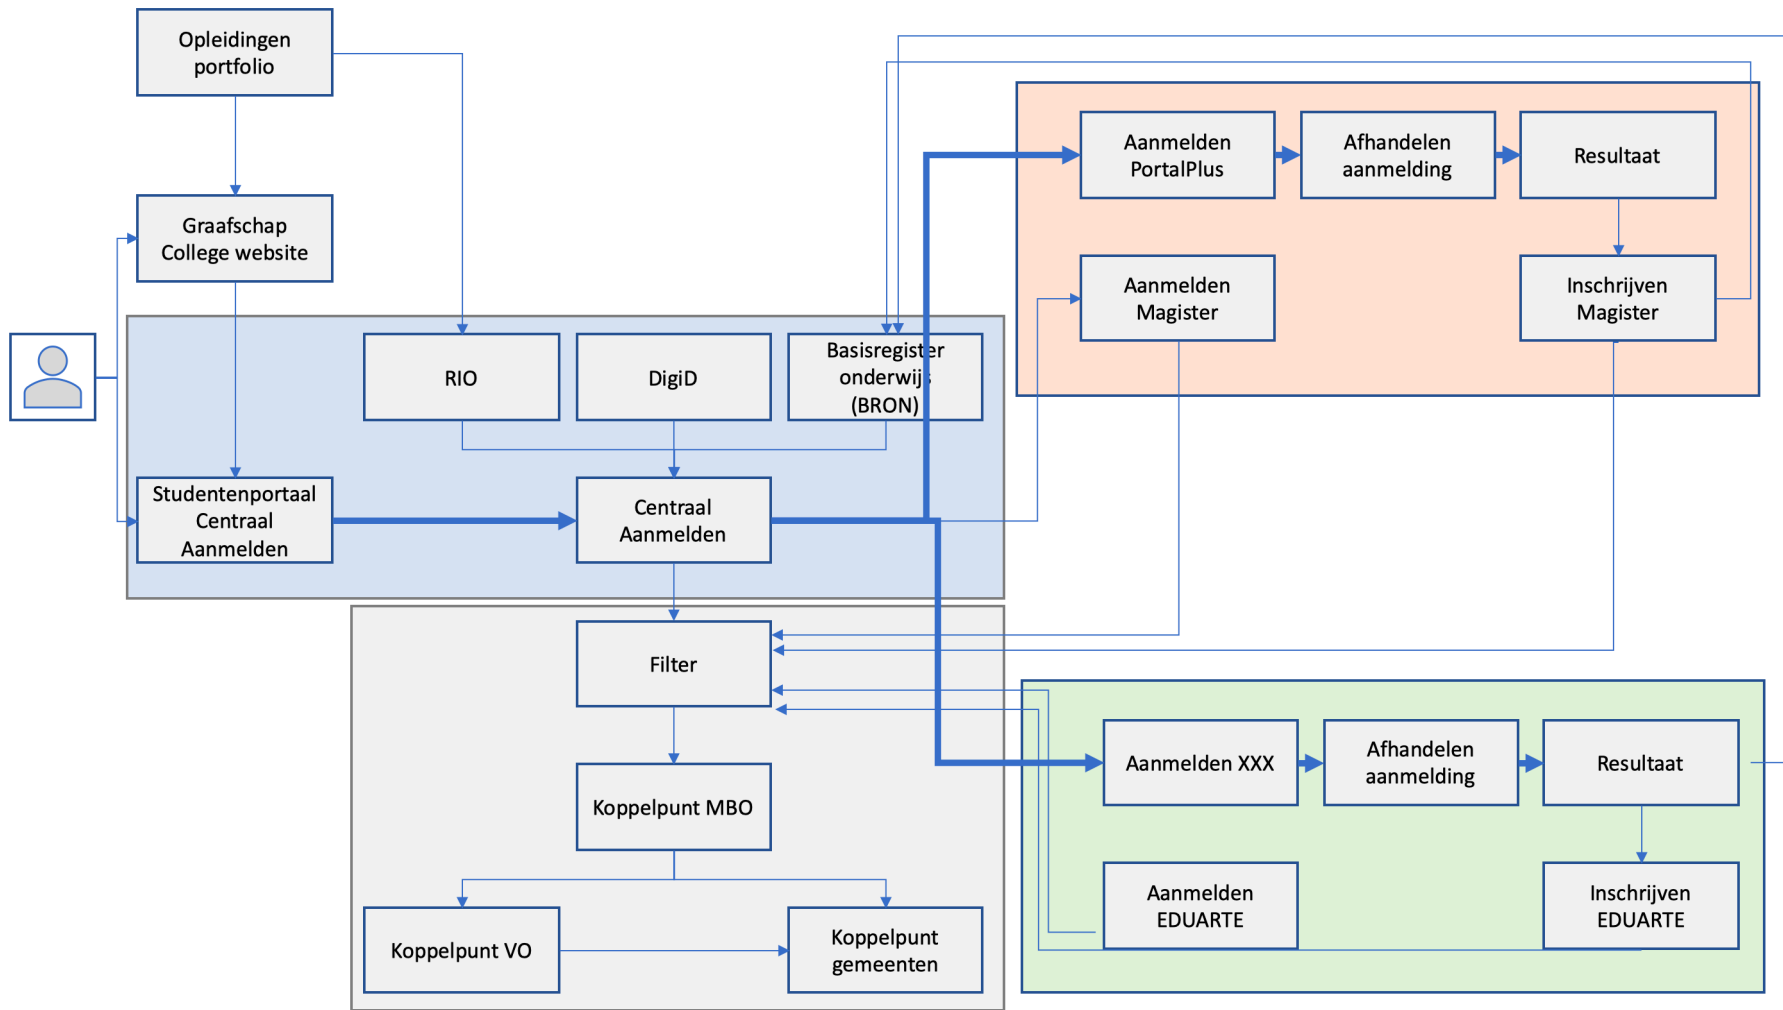 Opleidingen
portfolio
Graafschap
College website
RIO
DigiD
Basisregister
onderwijs
(BRON)
Studentenportaal
Centraal
Aanmelden
Centraal
Aanmelden
Aanmelden
PortalPlus
Afhandelen
aanmelding
Resultaat
Aanmelden
Magister
Inschrijven
Magister
Filter
Koppelpunt MBO
Koppelpunt VO
Koppelpunt
gemeenten
Aanmelden XXX
Afhandelen
aanmelding
Resultaat
Aanmelden
EDUARTE
Inschrijven
EDUARTE